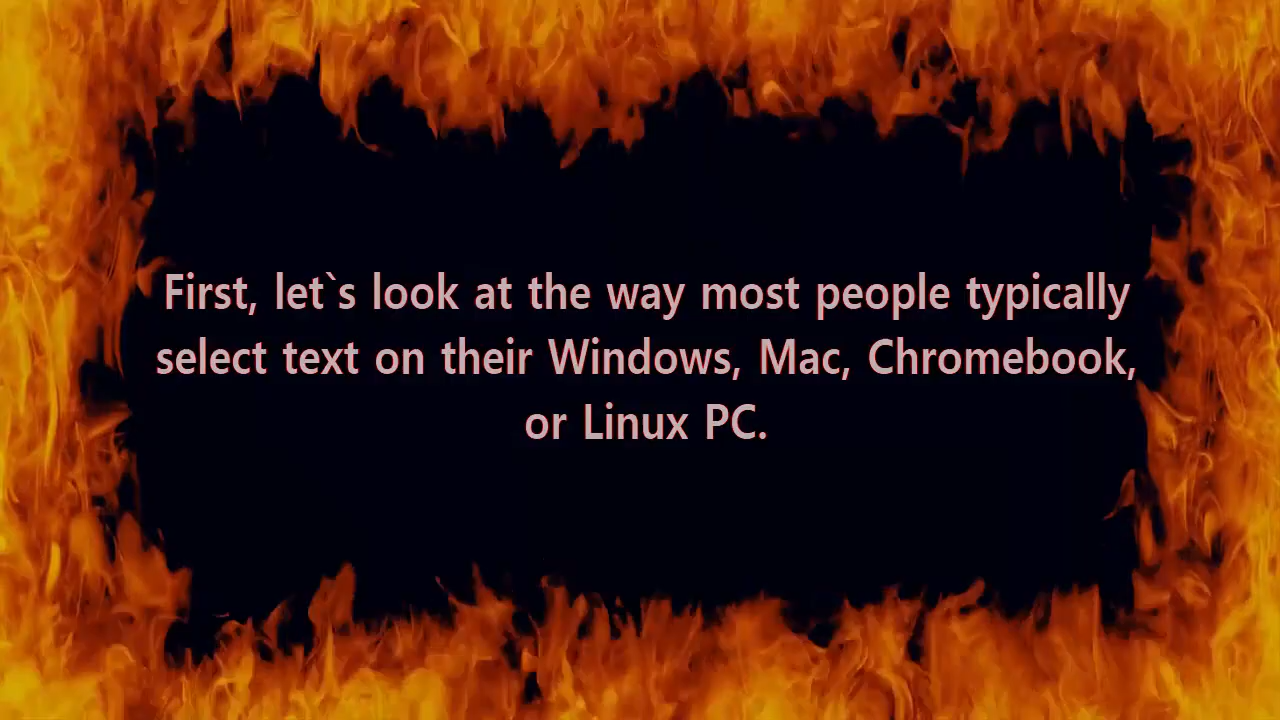 First, let`s look at the way most people typically
select text on their Windows, Mac, Chromebook,
or Linux PC.